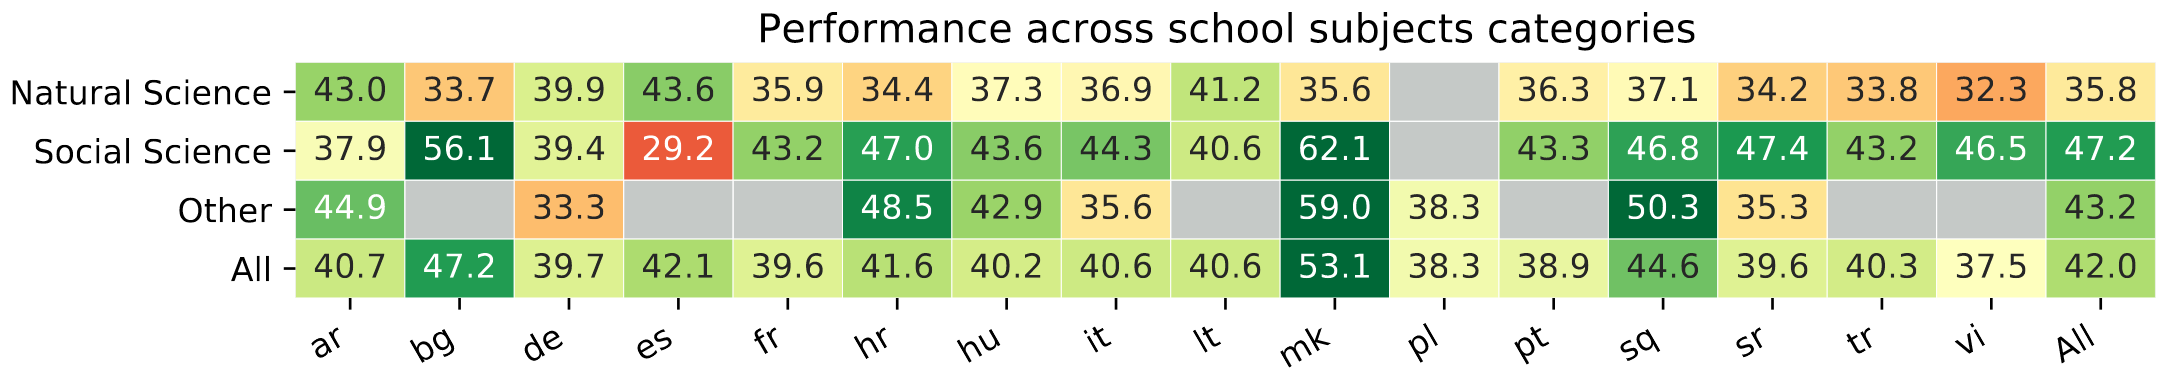 Performance across school subjects categories
Natural Science 43.0 33.7 39.9 43.6 35.9 34.4 37.3 36.9 41.2 35.6 36.3 37.1 34.2 33.8 32.3 35.8
Social Science 37.9 56.1 39.4 29.2 43.2 47.0 43.6 44.3 40.6 62.1 43.3 46.8 47.4 43.2 46.5 47.2
Other 44.9 33.3 48.5 42.9 35.6 59.0 38.3 50.3 35.3 43.2
All 40.7 47.2 39.7 42.1 39.6 41.6 40.2 40.6 40.6 53.1 38.3 38.9 44.6 39.6 40.3 37.5 42.0
ar bg de es fr hr hu it lt mk pl pt sq sr tr vi All